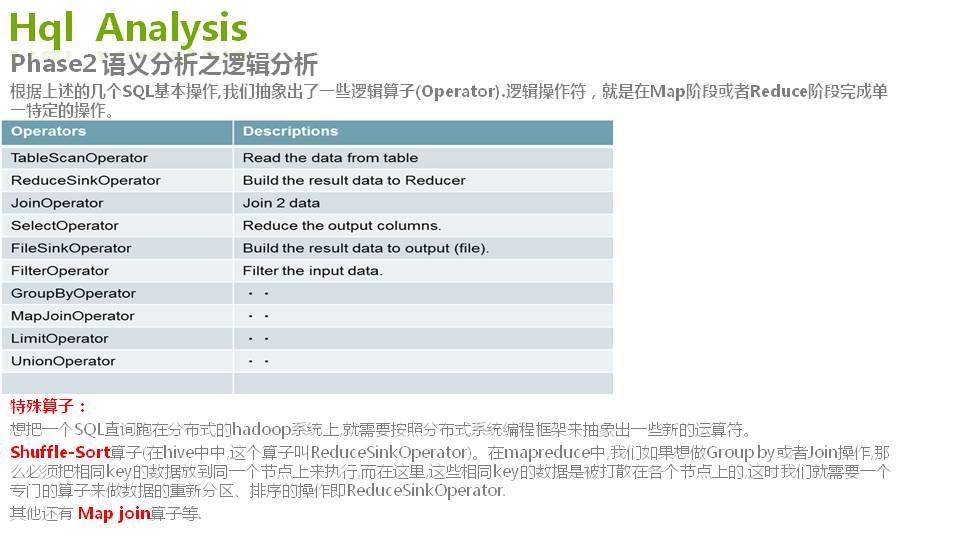 Hql Analysis
Phase2 语义分析之逻辑分析
根据上述的几个SQL基本操作,我们抽象出了一些逻辑算子(Operator).逻辑操作符，就是在Map阶段或者Reduce阶段完成单
一特定的操作。
Operators Descriptions
TableScanOperator Read the data from table
ReduceSinkOperator Build the result data to Reducer
JoinOperator Join 2 data
SelectOperator Reduce the output columns.
FileSinkOperator Build the result data to output (file).
FilterOperator Filter the input data.
GroupByOperator ··
MapJoinOperator ··
LimitOperator ··
UnionOperator ··
特殊算子：
想把一个SQL查询跑在分布式的hadoop系统上,就需要按照分布式系统编程框架来抽象出一些新的运算符。
Shuffle-Sort算子(在hive中中,这个算子叫ReduceSinkOperator)。在mapreduce中,我们如果想做Group by或者Join操作,那
么必须把相同key的数据放到同一个节点上来执行,而在这里,这些相同key的数据是被打散在各个节点上的,这时我们就需要一个
专门的算子来做数据的重新分区、排序的操作即ReduceSinkOperator.
其他还有 Map join算子等.